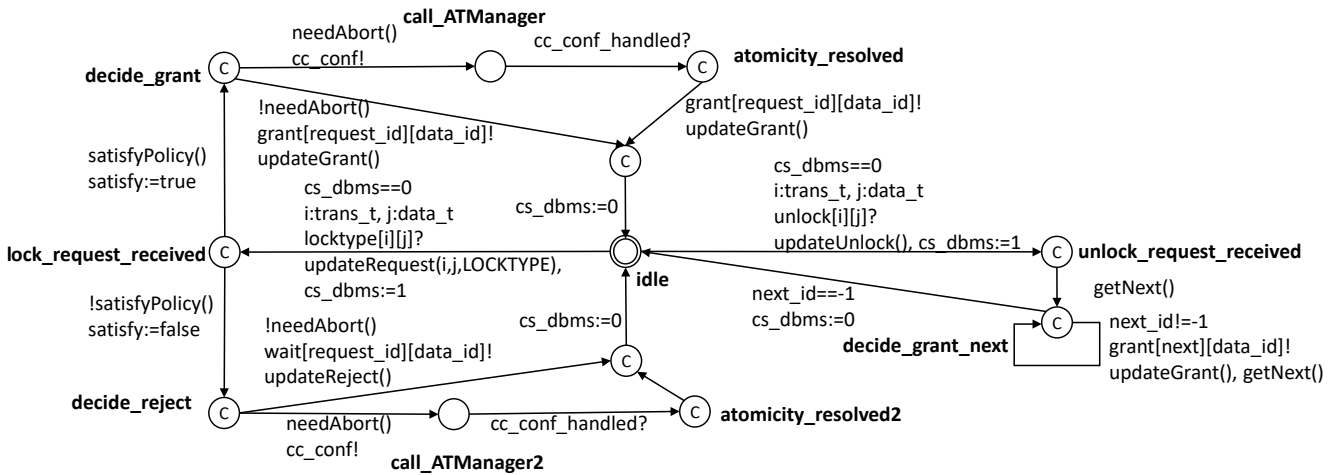 call_ATManager
needAbort()
cc_conf!
cc_conf_handled?
decide_grant
C
C
atomicity_resolved
!needAbort()
grant[request_id][data_id]!
updateGrant()
grant[request_id][data_id]!
updateGrant()
satisfyPolicy()
satisfy:=true
C
cs_dbms==0
i:trans_t, j:data_t
locktype[i][j]?
updateRequest(i,j,LOCKTYPE),
cs_dbms:=1
cs_dbms:=0
cs_dbms==0
i:trans_t, j:data_t
unlock[i][j]?
updateUnlock(), cs_dbms:=1
lock_request_received
C
idle
C
unlock_request_received
!satisfyPolicy()
satisfy:=false
!needAbort()
wait[request_id][data_id]!
updateReject()
cs_dbms:=0
next_id==-1
cs_dbms:=0
getNext()
C
decide_grant_next
next_id!=-1
grant[next][data_id]!
updateGrant(), getNext()
C
decide_reject
C
needAbort()
cc_conf!
cc_conf_handled?
C
atomicity_resolved2
call_ATManager2